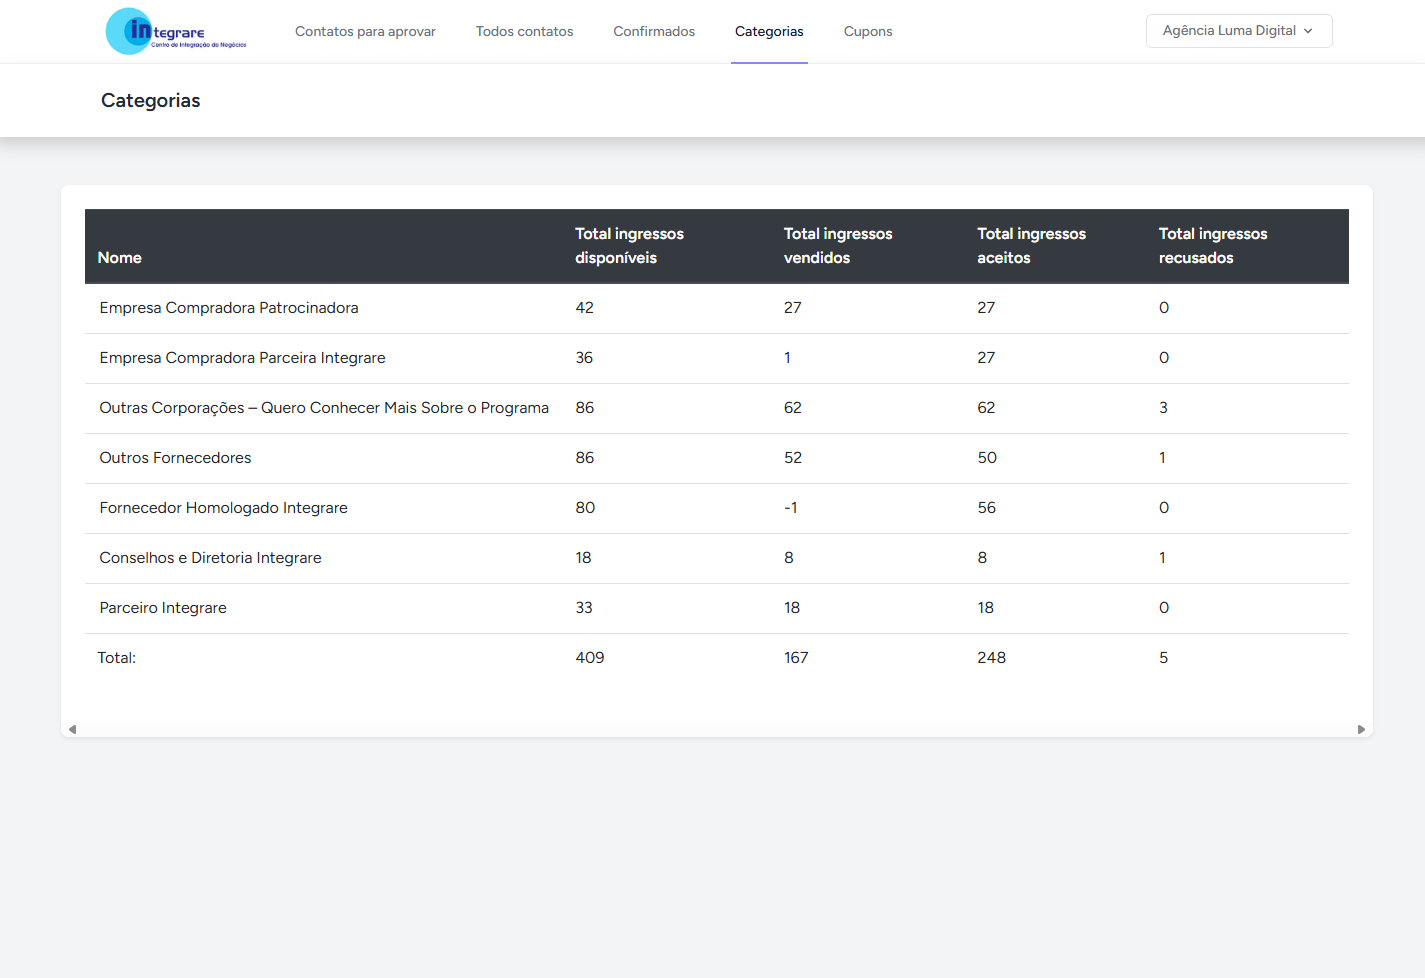 integrare
Centro de Integração de Negócios
Contatos para aprovar
Todos contatos
Confirmados
Categorias
Cupons
Agência Luma Digital
Categorias
Nome
Total ingressos disponíveis
Total ingressos vendidos
Total ingressos aceitos
Total ingressos recusados
Empresa Compradora Patrocinadora 42 27 27 0
Empresa Compradora Parceira Integrare 36 1 27 0
Outras Corporações – Quero Conhecer Mais Sobre o Programa 86 62 62 3
Outros Fornecedores 86 52 50 1
Fornecedor Homologado Integrare 80 -1 56 0
Conselhos e Diretoria Integrare 18 8 8 1
Parceiro Integrare 33 18 18 0
Total: 409 167 248 5